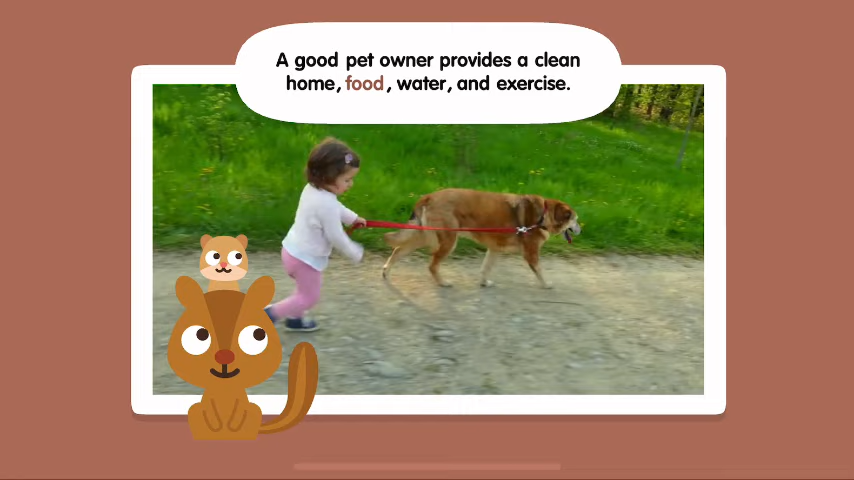 A good pet owner provides a clean
home, food, water, and exercise.